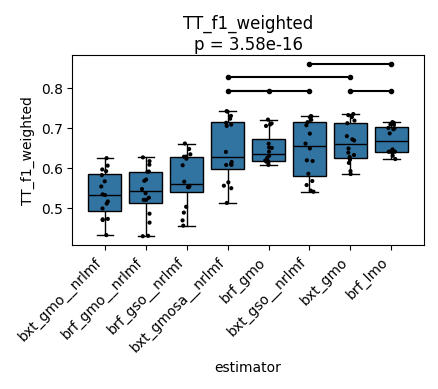 TT_f1_weighted
p = 3.58e-16
TT_f1_weighted
0.8
0.7
0.6
0.5
bxt_gmo__nrlmf
brf_gmo__nrlmf
brf_gso__nrlmf
bxt_gmosa__nrlmf
brf_gmo
bxt_gso__nrlmf
bxt_gmo
brf_lmo
estimator